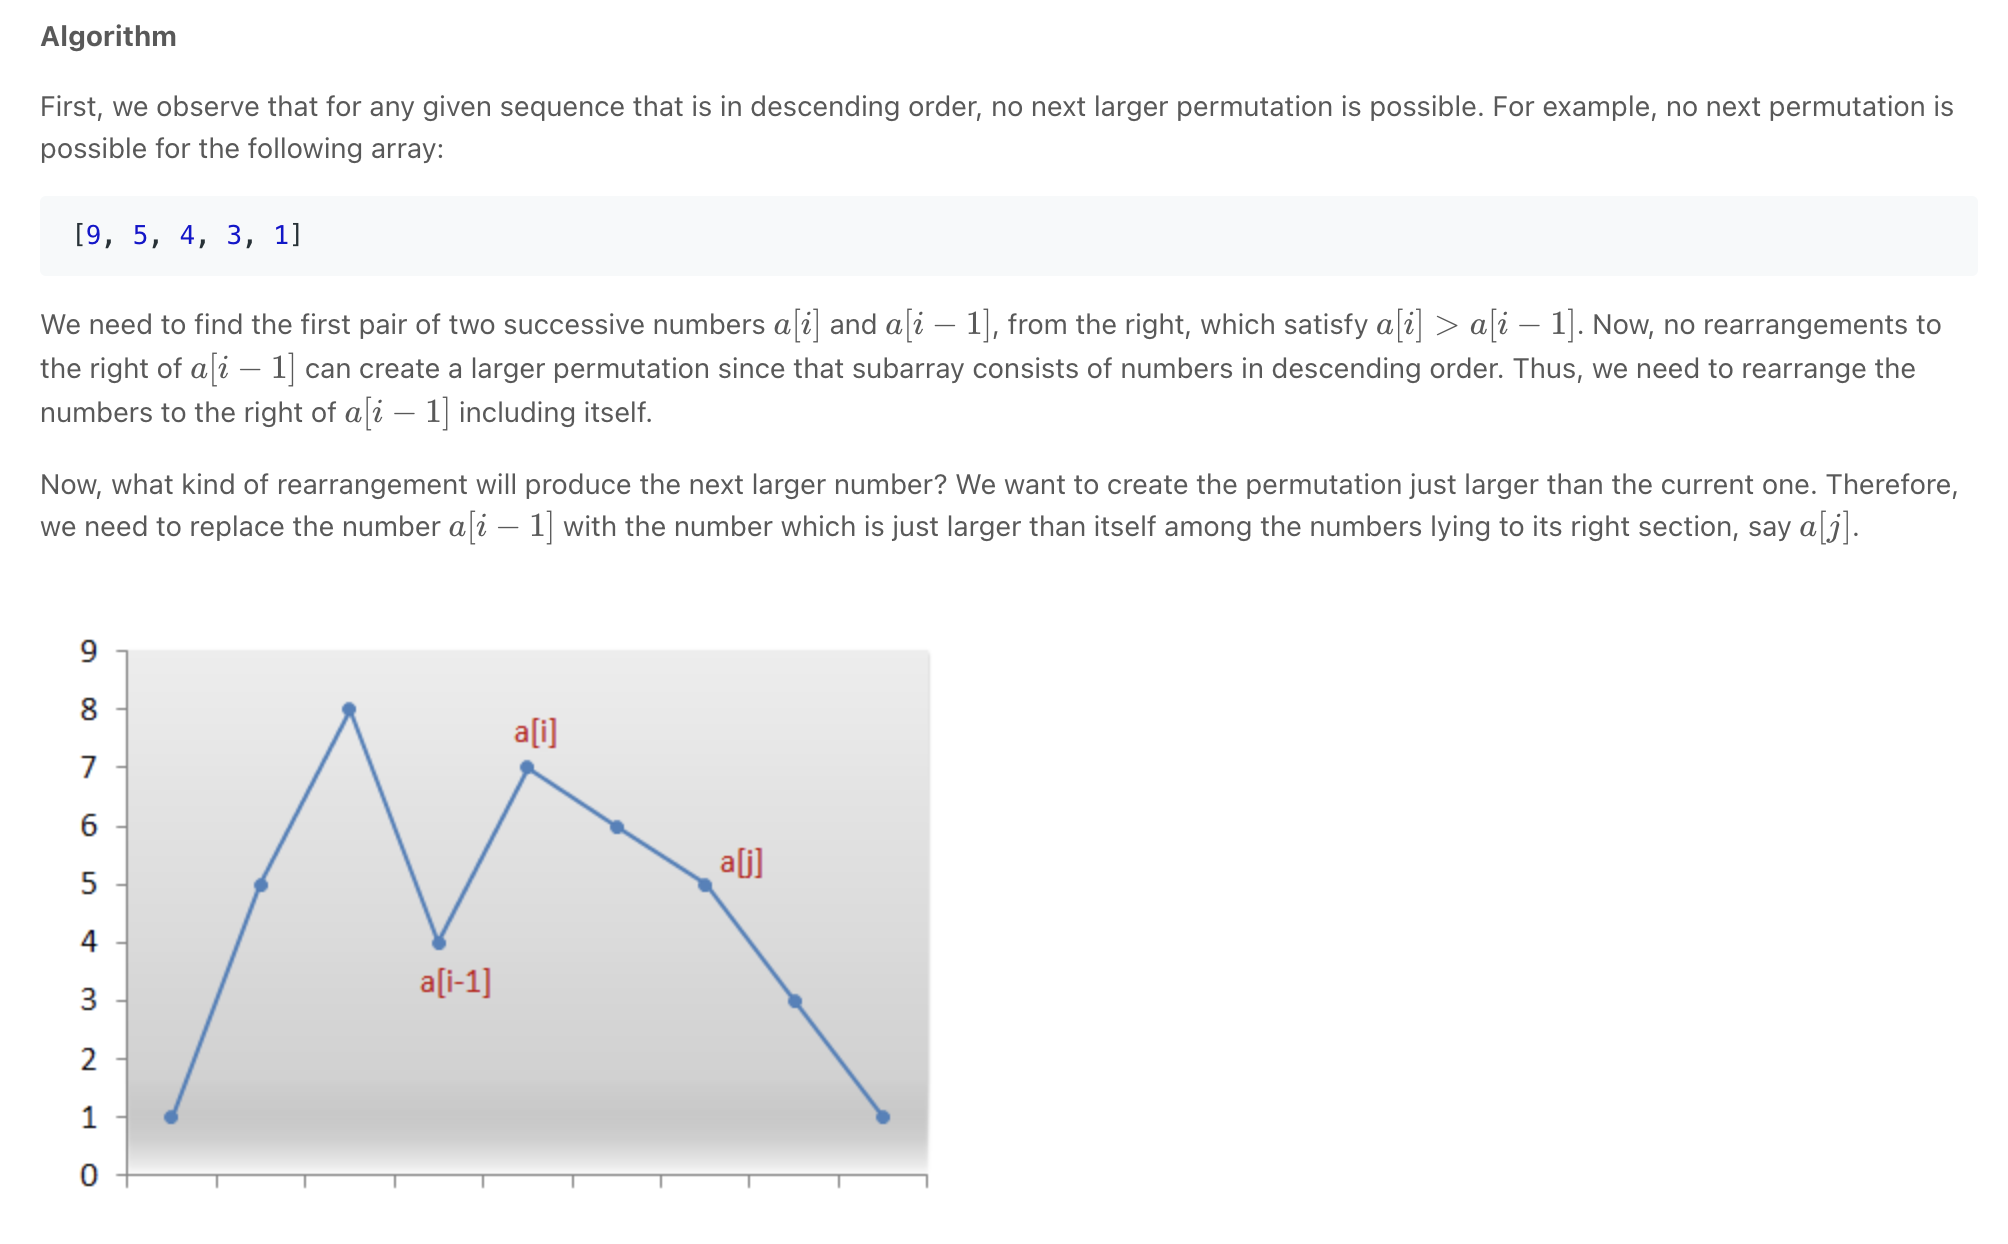 Algorithm
First, we observe that for any given sequence that is in descending order, no next larger permutation is possible. For example, no next permutation is
possible for the following array:
[9, 5, 4, 3, 1]
We need to find the first pair of two successive numbers a[i] and a[i − 1], from the right, which satisfy a[i] > a[i − 1]. Now, no rearrangements to
the right of a[i − 1] can create a larger permutation since that subarray consists of numbers in descending order. Thus, we need to rearrange the
numbers to the right of a[i − 1] including itself.
Now, what kind of rearrangement will produce the next larger number? We want to create the permutation just larger than the current one. Therefore,
we need to replace the number a[i − 1] with the number which is just larger than itself among the numbers lying to its right section, say a[j].
9
8
a[i]
7
6
a[j]
5
4
a[i-1]
3
2
1
0